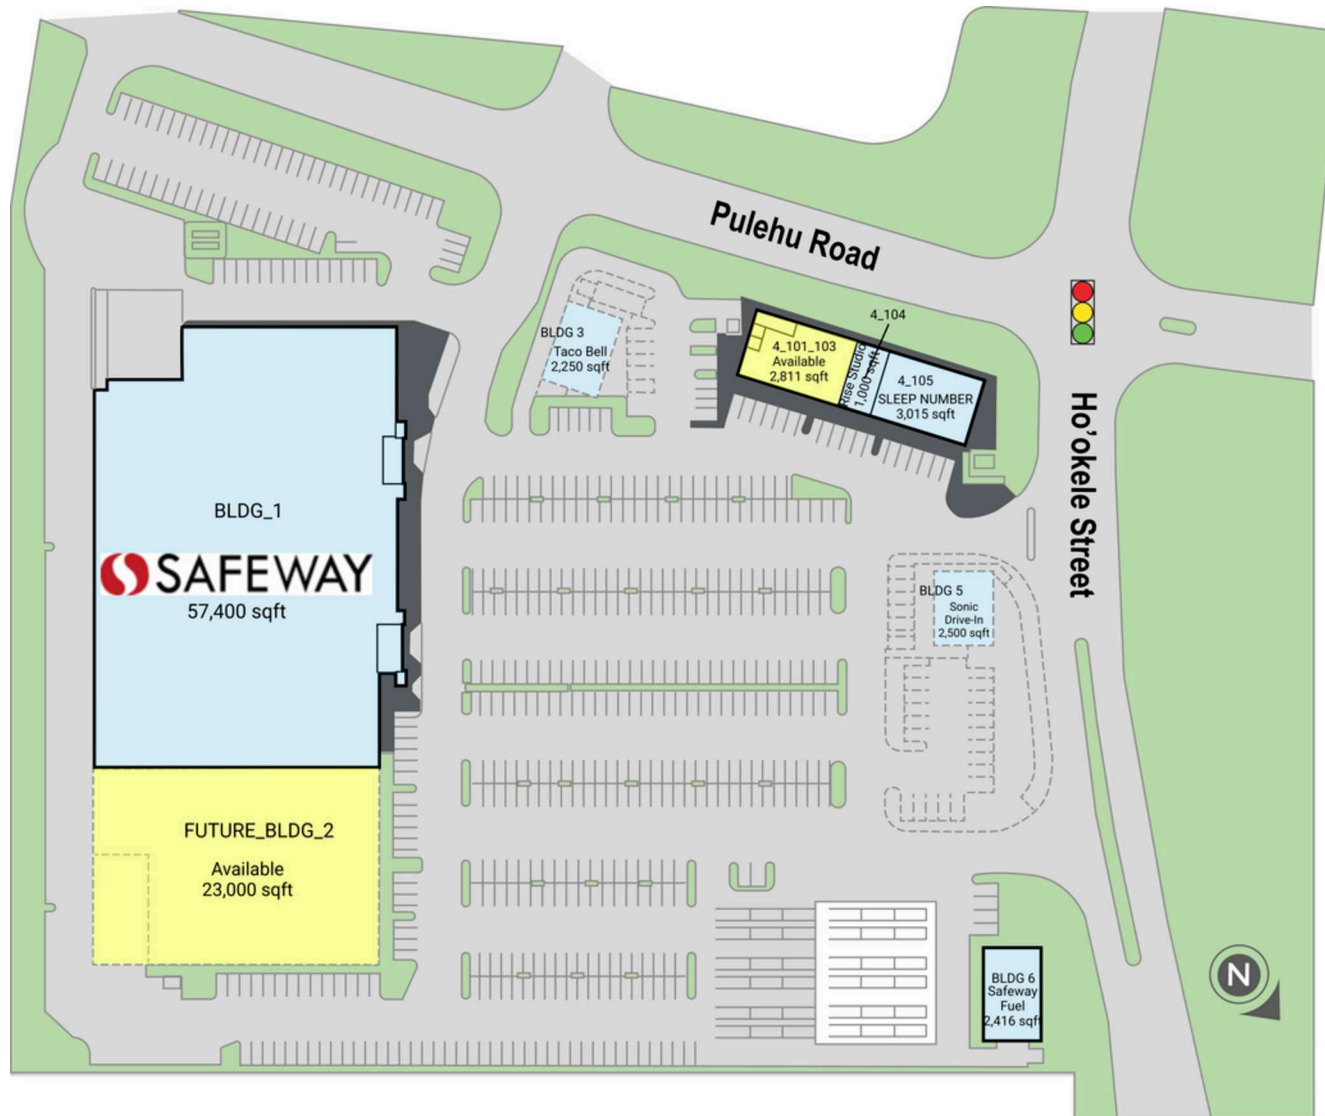 Pulehu Road
4_104
BLDG 3
Taco Bell
2,250 sqft
4_101_103
Available
2,811 sqft
Rise Studio
1,000 sqft
4_105
SLEEP NUMBER
3,015 sqft
Ho'okele Street
BLDG_1
SAFEWAY
57,400 sqft
BLDG 5
Sonic
Drive-In
2,500 sqft
FUTURE_BLDG_2
Available
23,000 sqft
BLDG 6
Safeway
Fuel
2,416 sqft
N